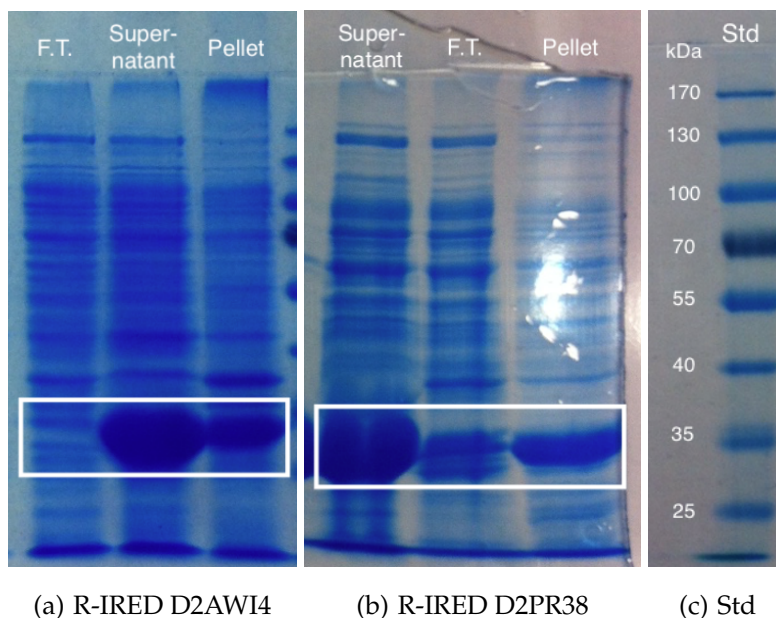 F.T.
Super-
natant
Pellet
Super-
natant
F.T.
Pellet
Std
kDa
170
130
100
70
55
40
35
25
(a) R-IRED D2AWI4
(b) R-IRED D2PR38
(c) Std